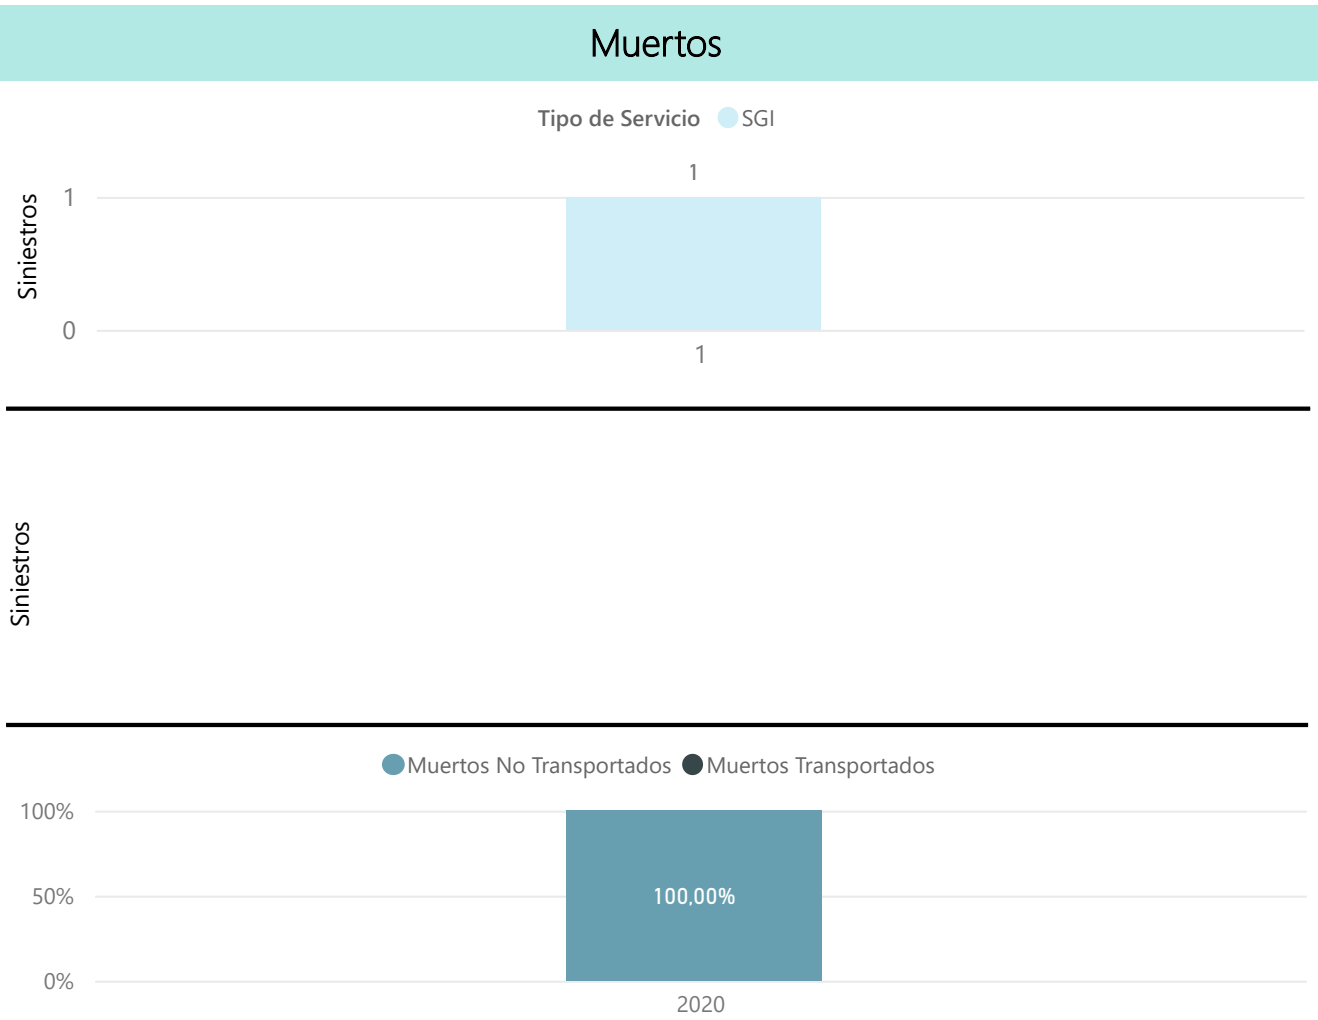 Muertos
Tipo de Servicio SGI
1
Siniestros
1
0
1
Siniestros
Muertos No Transportados Muertos Transportados
100%
50%
100,00%
0%
2020